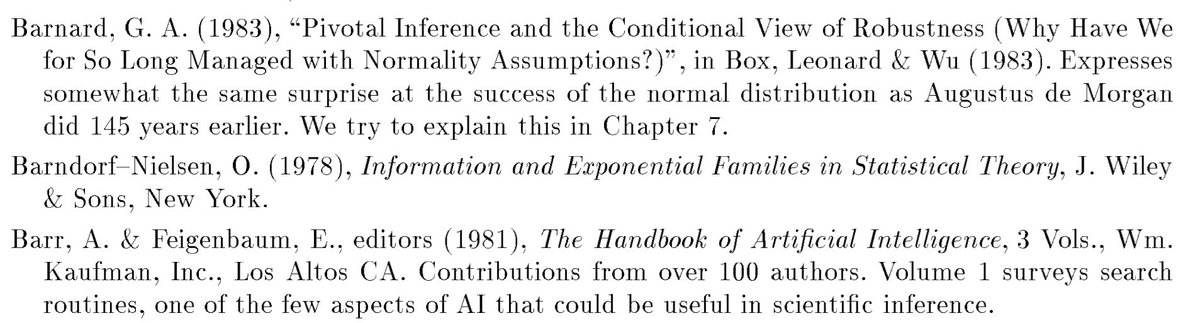 Barnard, G. A. (1983), “Pivotal Inference and the Conditional View of Robustness (Why Have We
for So Long Managed with Normality Assumptions?)”, in Box, Leonard & Wu (1983). Expresses
somewhat the same surprise at the success of the normal distribution as Augustus de Morgan
did 145 years earlier. We try to explain this in Chapter 7.
Barndorf–Nielsen, O. (1978), Information and Exponential Families in Statistical Theory, J. Wiley
& Sons, New York.
Barr, A. & Feigenbaum, E., editors (1981), The Handbook of Artificial Intelligence, 3 Vols., Wm.
Kaufman, Inc., Los Altos CA. Contributions from over 100 authors. Volume 1 surveys search
routines, one of the few aspects of AI that could be useful in scientific inference.